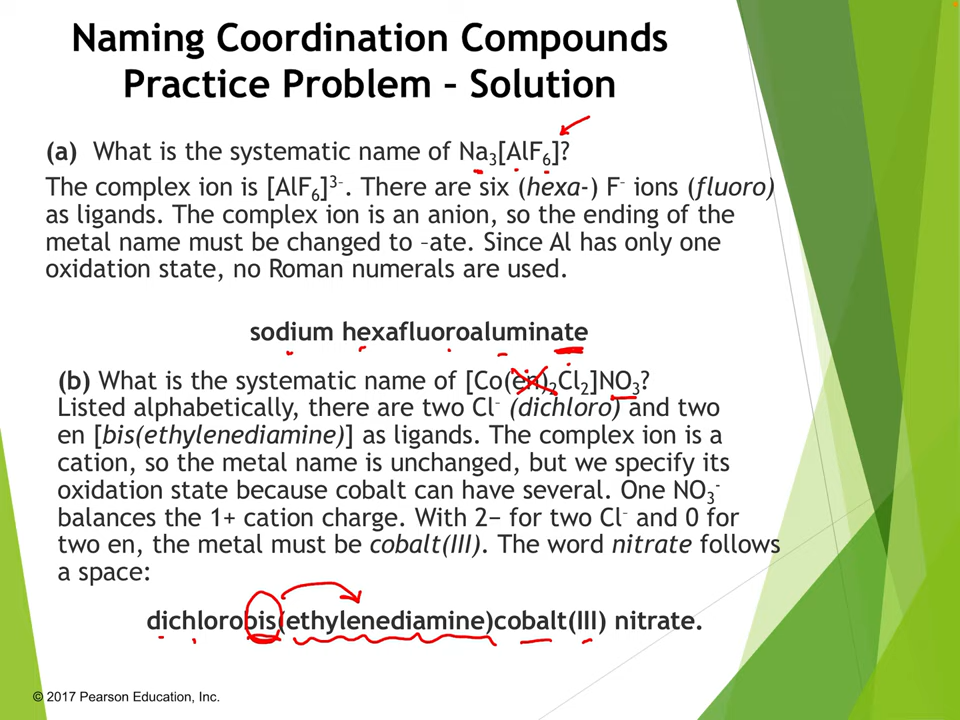 Naming Coordination Compounds
Practice Problem – Solution
(a) What is the systematic name of Na₃[AlF₆]?
The complex ion is [AlF₆]³⁻. There are six (hexa-) F⁻ ions (fluoro)
as ligands. The complex ion is an anion, so the ending of the
metal name must be changed to –ate. Since Al has only one
oxidation state, no Roman numerals are used.
sodium hexafluoroaluminate
(b) What is the systematic name of [Co(en)₂Cl₂]NO₃?
Listed alphabetically, there are two Cl⁻ (dichloro) and two
en [bis(ethylenediamine)] as ligands. The complex ion is a
cation, so the metal name is unchanged, but we specify its
oxidation state because cobalt can have several. One NO₃⁻
balances the 1+ cation charge. With 2− for two Cl⁻ and 0 for
two en, the metal must be cobalt(III). The word nitrate follows
a space:
dichlorobis(ethylenediamine)cobalt(III) nitrate.
© 2017 Pearson Education, Inc.